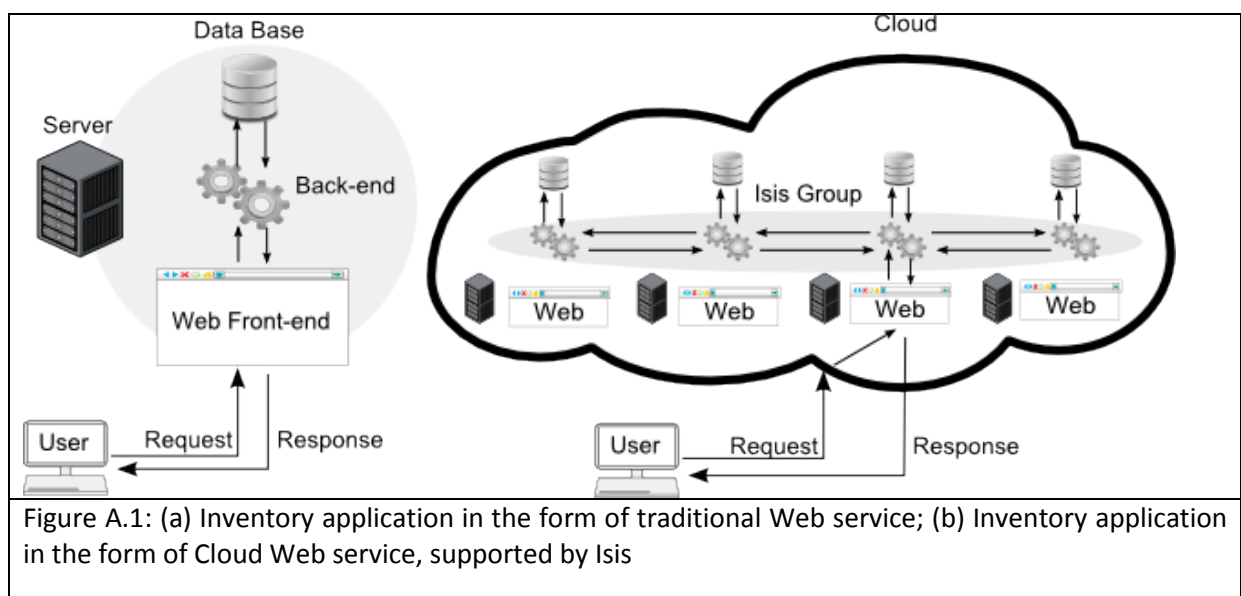 Data Base
Server
Back-end
Web Front-end
User
Request
Response
Cloud
Isis Group
Web
Web
Web
Web
User
Request
Response
Figure A.1: (a) Inventory application in the form of traditional Web service; (b) Inventory application
in the form of Cloud Web service, supported by Isis